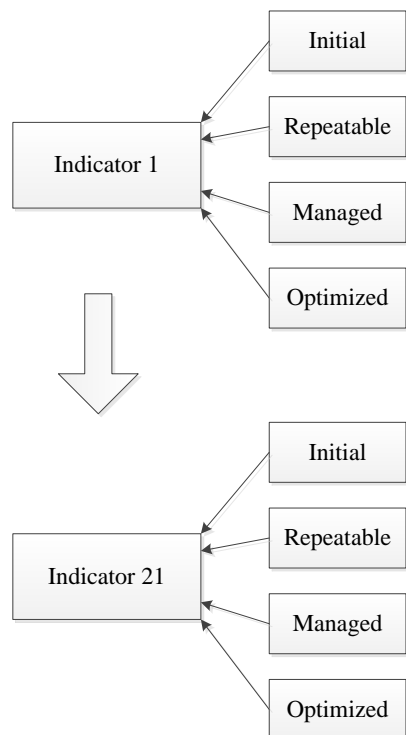 Initial
Repeatable
Indicator 1
Managed
Optimized
Initial
Repeatable
Indicator 21
Managed
Optimized